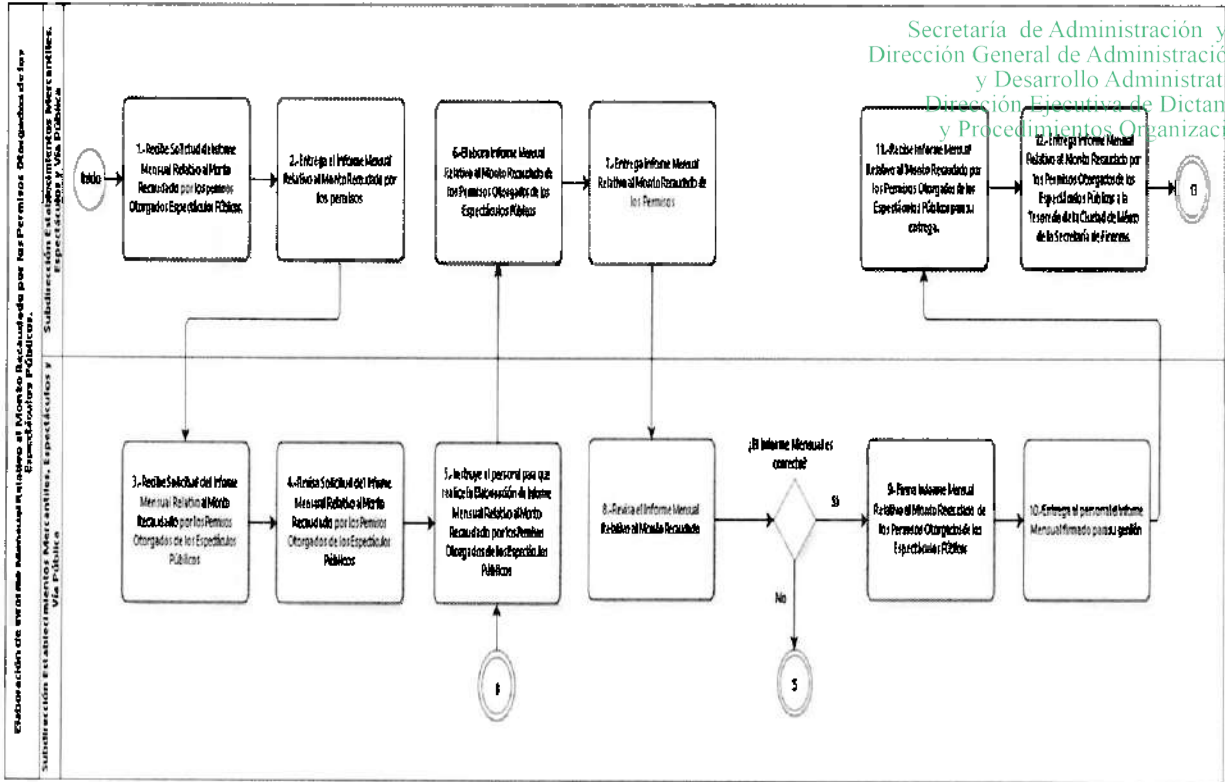 Secretaría de Administración y
Dirección General de Administració
y Desarrollo Administrat
Dirección Ejecutiva de Dictam
y Procedimientos Organizaci
Elaboración de Mensual Relativo al Monto Recaudado por los Permisos Otorgados de los
Espectáculos Públicos.
Subdirección Establecimientos Mercantiles,
Espectáculos y Vía Pública
Inicio
1.- Recibe Solicitud de Informe
Mensual Relativo al Monto
Recaudado por los permisos
Otorgados Espectáculos Públicos.
2.- Entrega el Informe Mensual
Relativo al Monto Recaudado por
los permisos
6.- Elabora Informe Mensual
Relativo al Monto Recaudado de
los Permisos Otorgados de los
Espectáculos Públicos
7.- Entrega Informe Mensual
Relativo al Monto Recaudado de
los Permisos
11.- Recibe Informe Mensual
Relativo al Monto Recaudado por
los Permisos Otorgados de los
Espectáculos Públicos para su
entrega.
12.- Entrega Informe Mensual
Relativo al Monto Recaudado por
los Permisos Otorgados de los
Espectáculos Públicos a la
Tesorería de la Ciudad de México
de la Secretaría de Finanzas.
Subdirección Establecimientos Mercantiles, Espectáculos y
Vía Pública
3.- Recibe Solicitud del Informe
Mensual Relativo al Monto
Recaudado por los Permisos
Otorgados de los Espectáculos
Públicos
4.- Revisa Solicitud del Informe
Mensual Relativo al Monto
Recaudado por los Permisos
Otorgados de los Espectáculos
Públicos
5.- Instruye al personal para que
realice la Elaboración de Informe
Mensual Relativo al Monto
Recaudado por los Permisos
Otorgados de los Espectáculos
Públicos
8.- Revisa el Informe Mensual
Relativo al Monto Recaudado
¿El Informe Mensual es
correcto?
Sí
No
5
9.- Firma Informe Mensual
Relativo al Monto Recaudado de
los Permisos Otorgados de los
Espectáculos Públicos
10.- Entrega al personal el Informe
Mensual firmado para su gestión